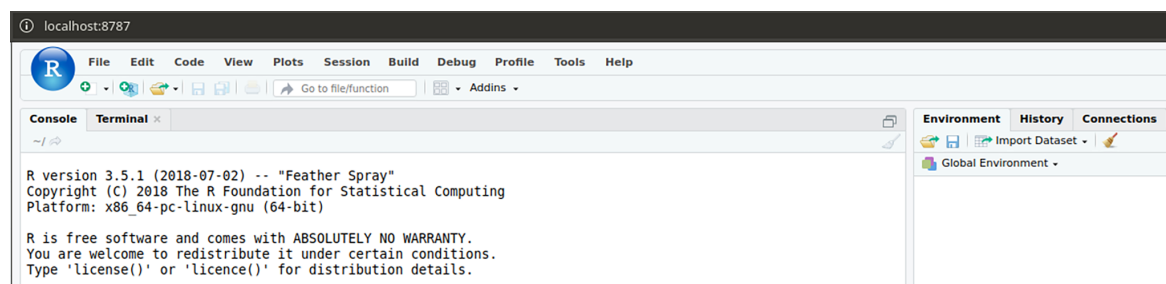 localhost:8787
R
File Edit Code View Plots Session Build Debug Profile Tools Help
R Go to file/function Addins
Console Terminal
Environment History Connections
~/
Import Dataset
Global Environment
R version 3.5.1 (2018-07-02) -- "Feather Spray"
Copyright (C) 2018 The R Foundation for Statistical Computing
Platform: x86_64-pc-linux-gnu (64-bit)
R is free software and comes with ABSOLUTELY NO WARRANTY.
You are welcome to redistribute it under certain conditions.
Type 'license()' or 'licence()' for distribution details.